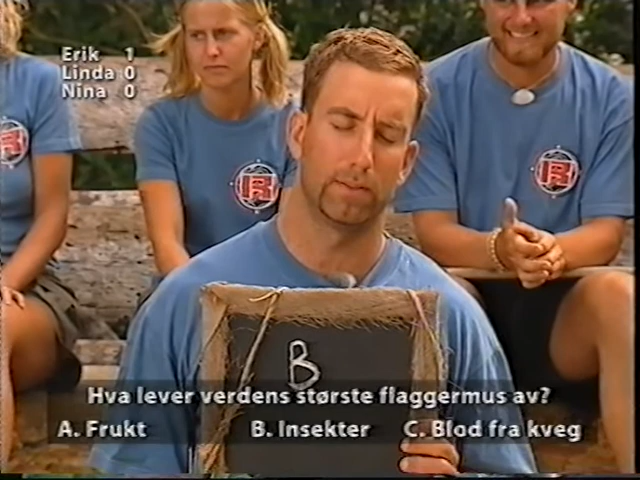 Erik 1
Linda 0
Nina 0
R
R
R
B
Hva lever verdens største flaggermus av?
A. Frukt B. Insekter C. Blod fra kveg